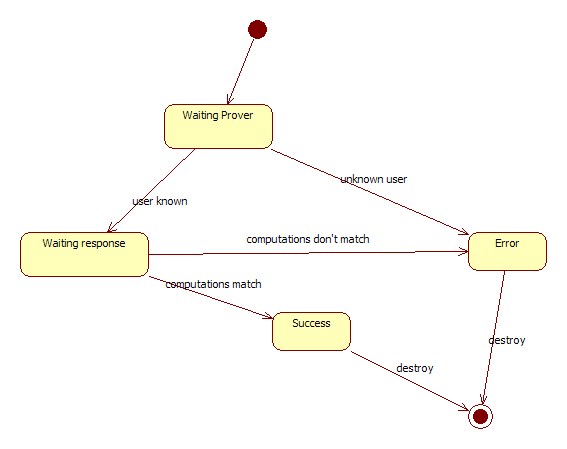 Waiting Prover
unknown user
user known
Waiting response
computations don't match
Error
computations match
Success
destroy
destroy